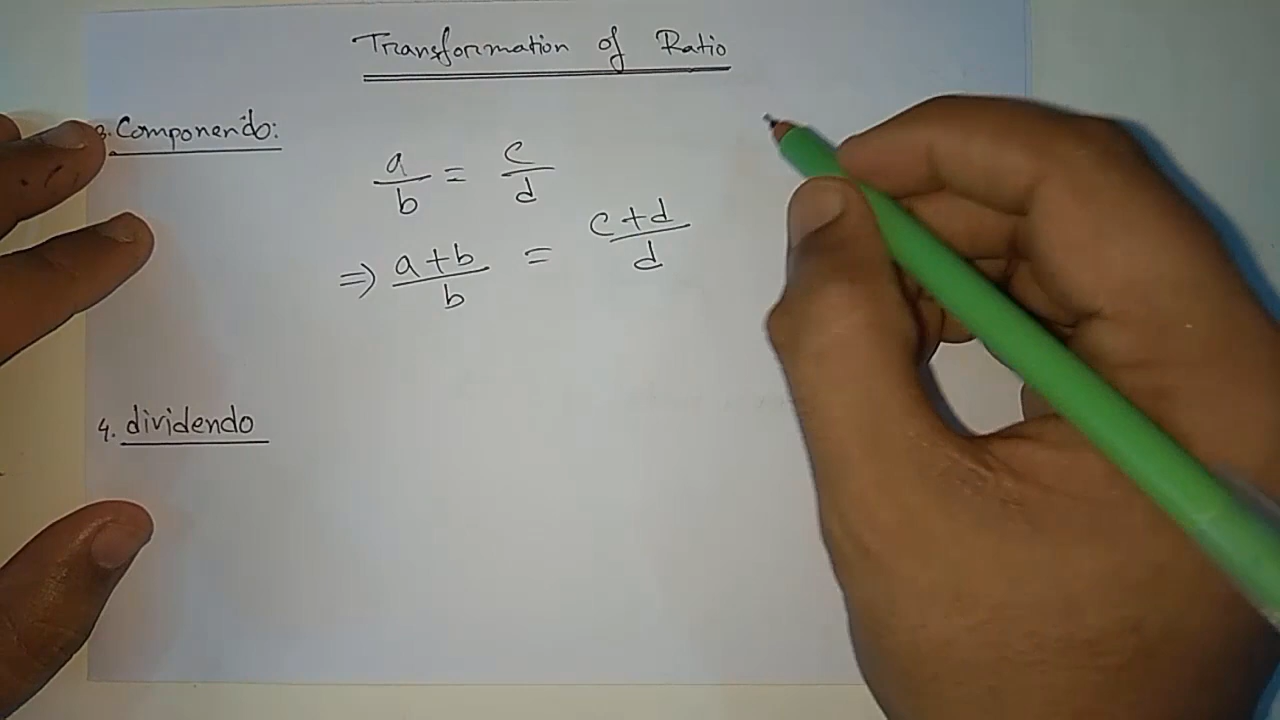 Transformation of Ratio
3. Componendo:
a/b = c/d
⇒ a+b/b = c+d/d
4. dividendo